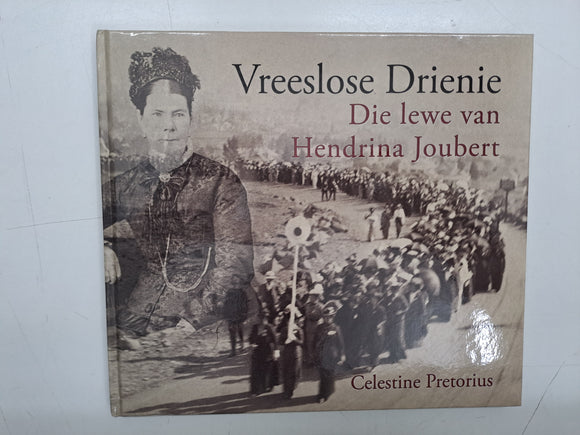 Vreeslose Drienie
Die lewe van
Hendrina Joubert
Celestine Pretorius